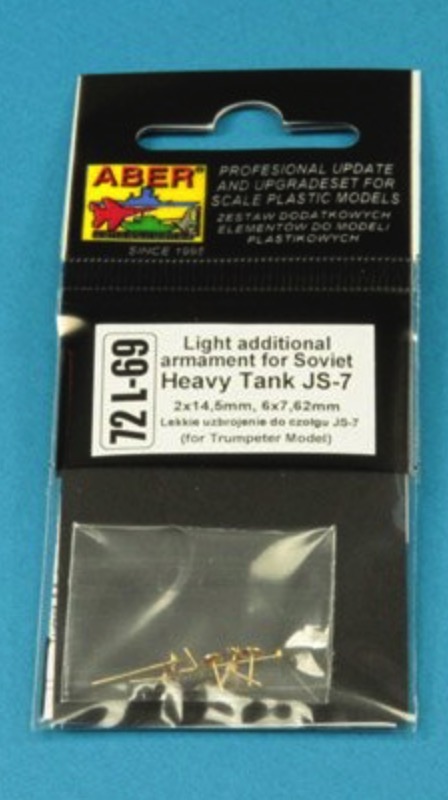 ABER®
PROFESIONAL UPDATE
AND UPGRADESET FOR
SCALE PLASTIC MODELS
ZESTAW DODATKOWYCH
ELEMENTÓW DO MODELI
PLASTIKOWYCH
SINCE 1995
72 L-69
Light additional
armament for Soviet
Heavy Tank JS-7
2x14,5mm, 6x7,62mm
Lekkie uzbrojenie do czołgu JS-7
(for Trumpeter Model)